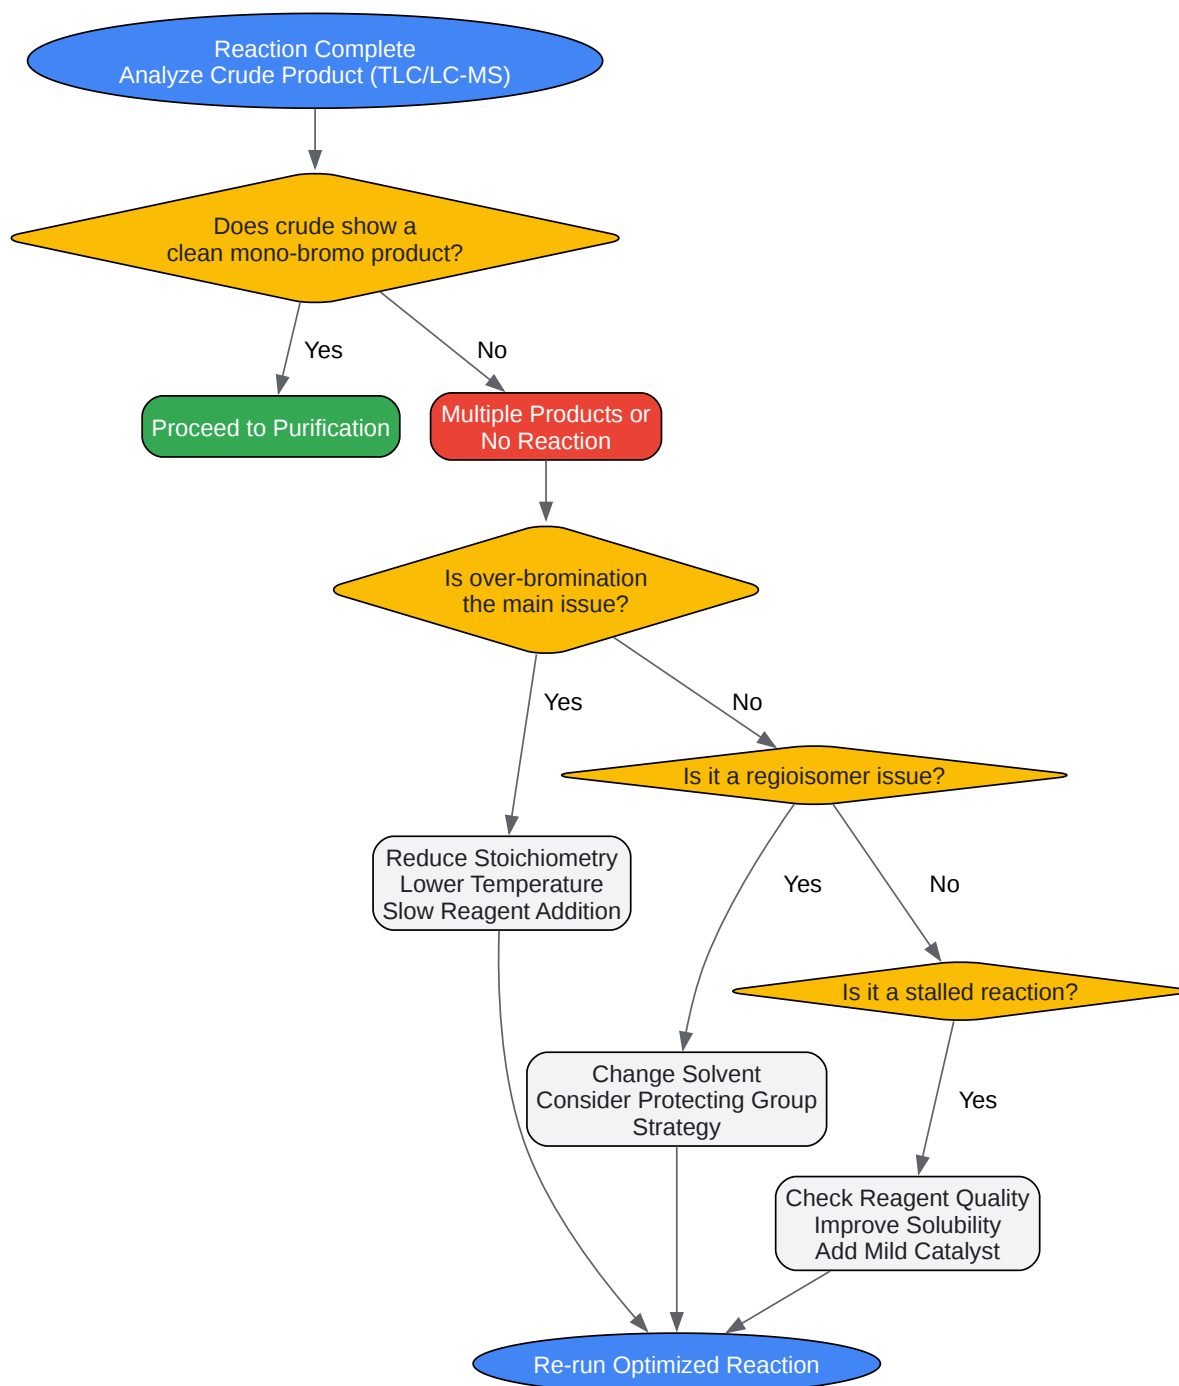 Reaction Complete
Analyze Crude Product (TLC/LC-MS)
Does crude show a
clean mono-bromo product?
Yes
No
Proceed to Purification
Multiple Products or
No Reaction
Is over-bromination
the main issue?
Yes
No
Is it a regioisomer issue?
Reduce Stoichiometry
Lower Temperature
Slow Reagent Addition
Yes
No
Is it a stalled reaction?
Change Solvent
Consider Protecting Group
Strategy
Yes
Check Reagent Quality
Improve Solubility
Add Mild Catalyst
Re-run Optimized Reaction